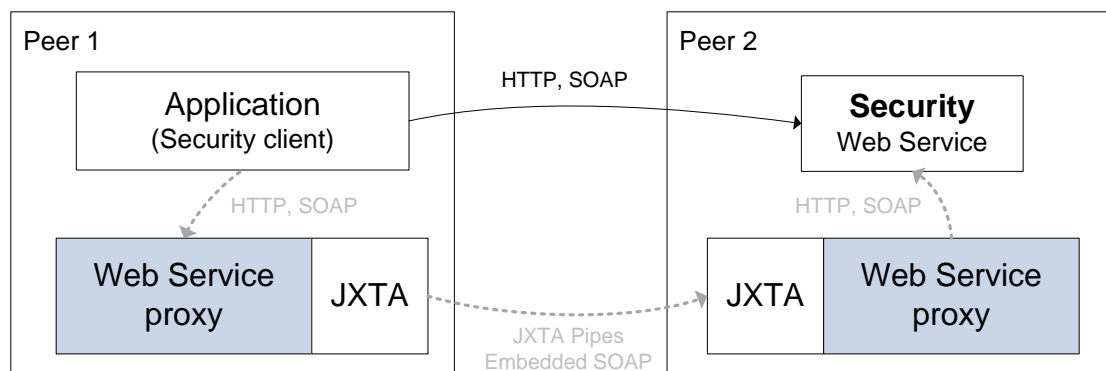 Peer 1
Application
(Security client)
HTTP, SOAP
Web Service
proxy
JXTA
HTTP, SOAP
JXTA Pipes
Embedded SOAP
Peer 2
Security
Web Service
HTTP, SOAP
JXTA
Web Service
proxy